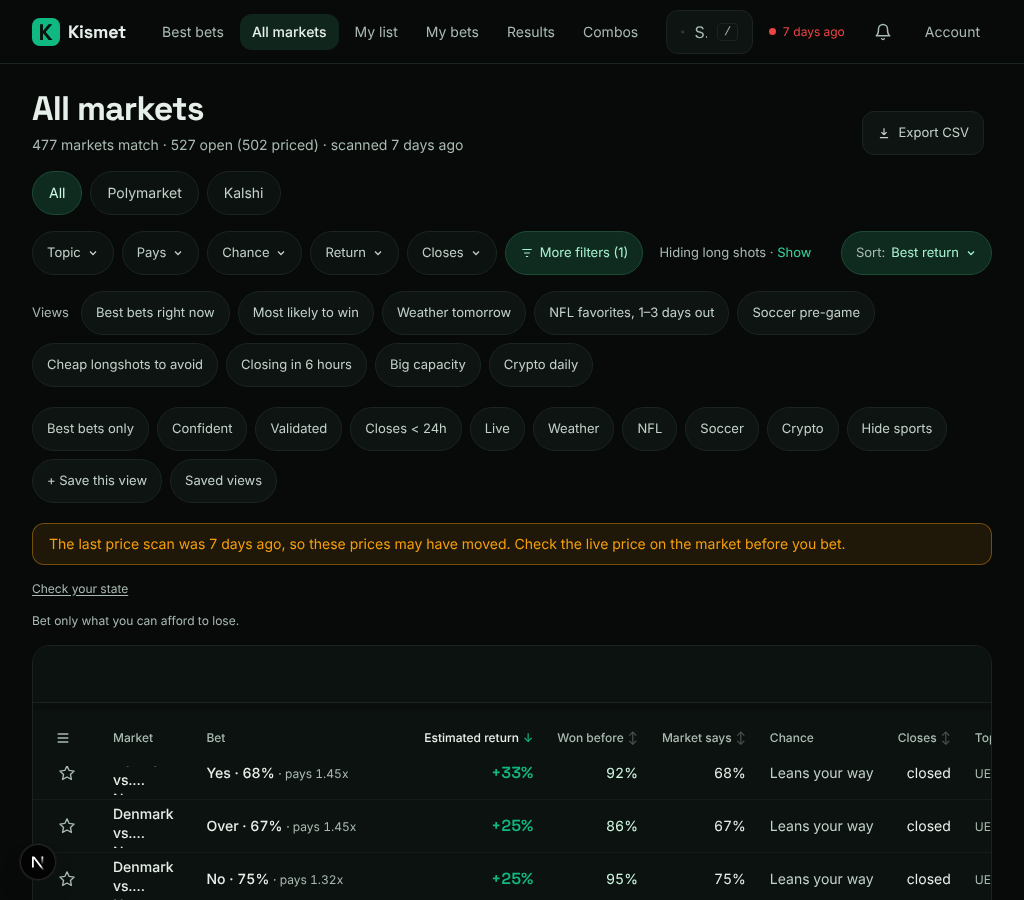 Kismet Best bets All markets My list My bets Results Combos S. / 7 days ago Account
All markets
477 markets match · 527 open (502 priced) · scanned 7 days ago
Export CSV
All Polymarket Kalshi
Topic Pays Chance Return Closes More filters (1) Hiding long shots · Show Sort: Best return
Views Best bets right now Most likely to win Weather tomorrow NFL favorites, 1–3 days out Soccer pre-game
Cheap longshots to avoid Closing in 6 hours Big capacity Crypto daily
Best bets only Confident Validated Closes < 24h Live Weather NFL Soccer Crypto Hide sports
+ Save this view Saved views
The last price scan was 7 days ago, so these prices may have moved. Check the live price on the market before you bet.
Check your state
Bet only what you can afford to lose.
Market Bet Estimated return ↓ Won before Market says Chance Closes
vs.... Yes · 68% · pays 1.45x +33% 92% 68% Leans your way closed UE
Denmark
vs.... Over · 67% · pays 1.45x +25% 86% 67% Leans your way closed UE
Denmark
vs.... No · 75% · pays 1.32x +25% 95% 75% Leans your way closed UE